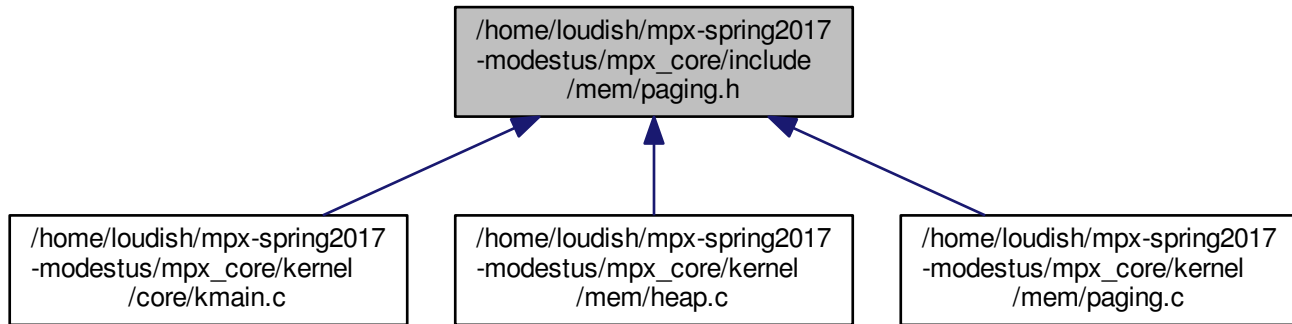 /home/loudish/mpx-spring2017
-modestus/mpx_core/include
/mem/paging.h
/home/loudish/mpx-spring2017
-modestus/mpx_core/kernel
/core/kmain.c
/home/loudish/mpx-spring2017
-modestus/mpx_core/kernel
/mem/heap.c
/home/loudish/mpx-spring2017
-modestus/mpx_core/kernel
/mem/paging.c